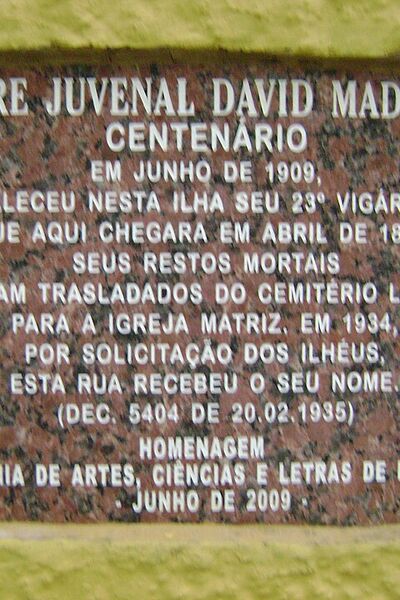 RE JUVENAL DAVID MAD
CENTENÁRIO
EM JUNHO DE 1909,
LECEU NESTA ILHA SEU 23º VIGÁR
UE AQUI CHEGARA EM ABRIL DE 18
SEUS RESTOS MORTAIS
AM TRASLADADOS DO CEMITÉRIO L
PARA A IGREJA MATRIZ. EM 1934,
POR SOLICITAÇÃO DOS ILHÉUS,
ESTA RUA RECEBEU O SEU NOME.
(DEC. 5404 DE 20.02.1935)
HOMENAGEM
IA DE ARTES, CIÊNCIAS E LETRAS DE
- JUNHO DE 2009 -